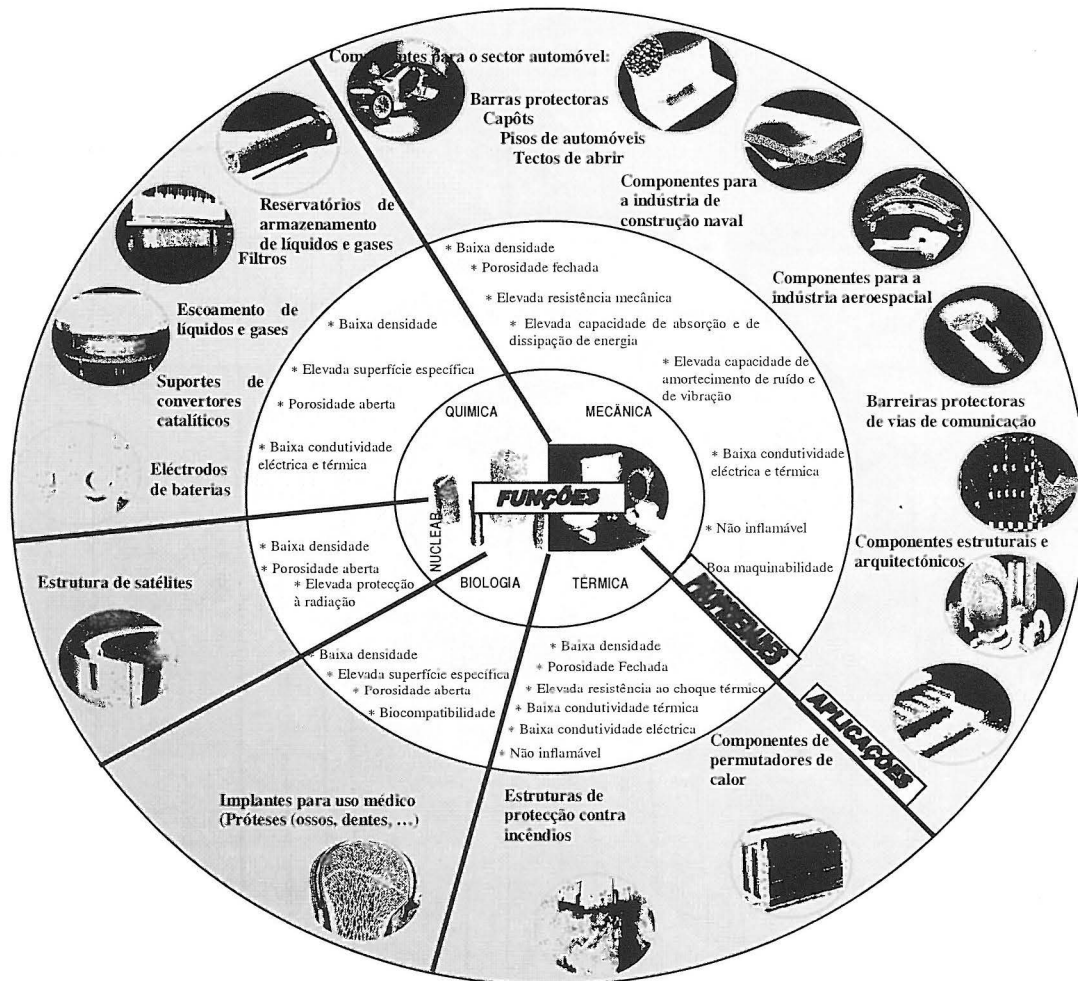 Componentes para o sector automóvel:
Barras protectoras
Capôts
Pisos de automóveis
Tectos de abrir
Componentes para
a indústria de
construção naval
Componentes para a
indústria aeroespacial
Barreiras protectoras
de vias de comunicação
Componentes estruturais e
arquitectónicos
Reservatórios de
armazenamento
de líquidos e gases
Filtros
Escoamento de
líquidos e gases
Suportes de
convertores
catalíticos
Eléctrodos
de baterias
Estrutura de satélites
Implantes para uso médico
(Próteses (ossos, dentes, ...)
Estruturas de
protecção contra
incêndios
Componentes de
permutadores de
calor
* Baixa densidade
* Porosidade fechada
* Elevada resistência mecânica
* Elevada capacidade de absorção e de
dissipação de energia
* Elevada capacidade de
amortecimento de ruído e
de vibração
* Baixa condutividade
eléctrica e térmica
* Não inflamável
Boa maquinabilidade
* Baixa densidade
* Elevada superfície específica
* Porosidade aberta
* Baixa condutividade
eléctrica e térmica
* Baixa densidade
* Porosidade aberta
* Elevada protecção
à radiação
* Baixa densidade
* Elevada superfície específica
* Porosidade aberta
* Biocompatibilidade
* Baixa densidade
* Porosidade Fechada
* Elevada resistência ao choque térmico
* Baixa condutividade térmica
* Baixa condutividade eléctrica
* Não inflamável
QUIMICA
MECÂNICA
NUCLEAR
BIOLOGIA
TÉRMICA
FUNÇÕES
PROPRIEDADES
APLICAÇÕES